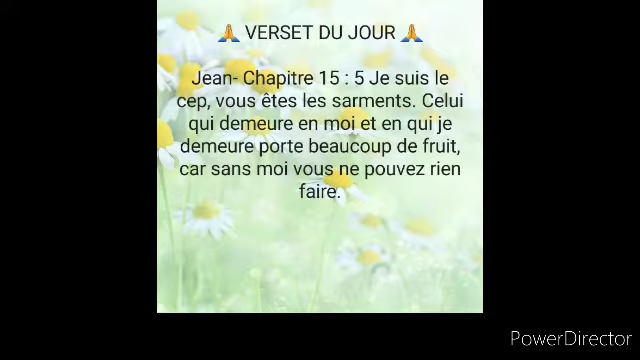 🙏 VERSET DU JOUR 🙏
Jean- Chapitre 15 : 5 Je suis le
cep, vous êtes les sarments. Celui
qui demeure en moi et en qui je
demeure porte beaucoup de fruit,
car sans moi vous ne pouvez rien
faire.
PowerDirector